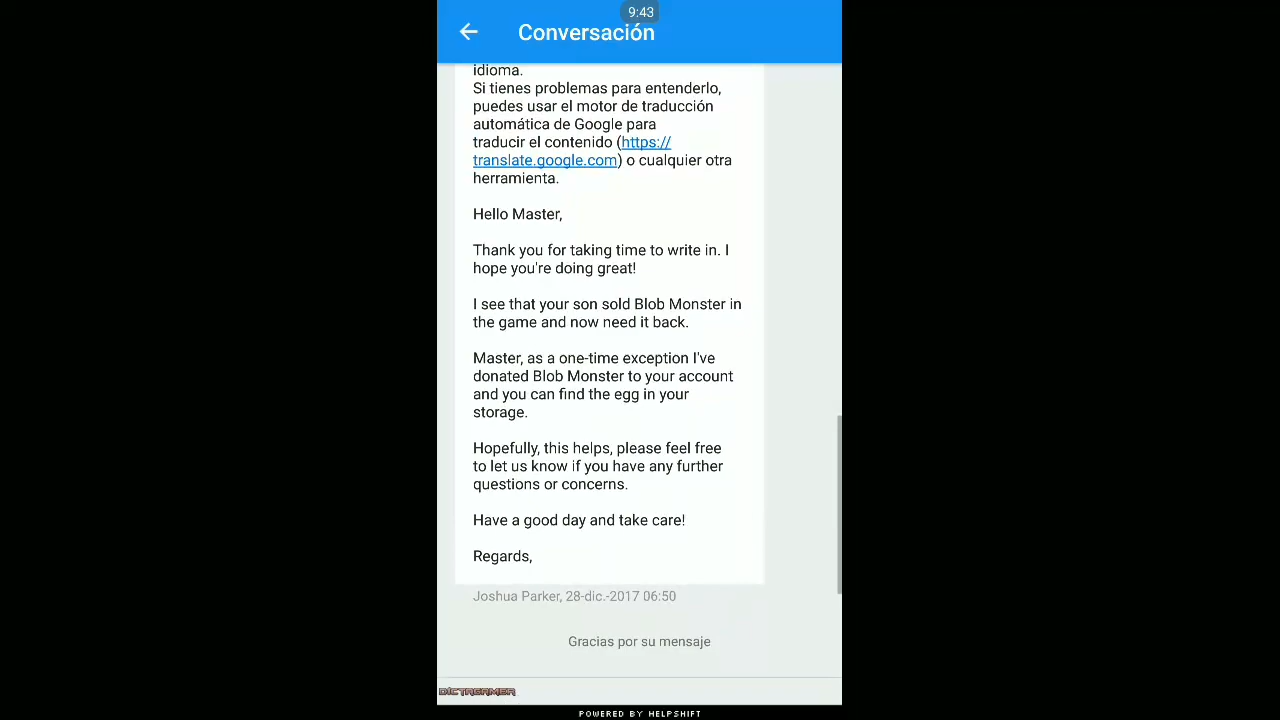 9:43
Conversación
idioma.
Si tienes problemas para entenderlo,
puedes usar el motor de traducción
automática de Google para
traducir el contenido (https://
translate.google.com) o cualquier otra
herramienta.
Hello Master,
Thank you for taking time to write in. I
hope you're doing great!
I see that your son sold Blob Monster in
the game and now need it back.
Master, as a one-time exception I've
donated Blob Monster to your account
and you can find the egg in your
storage.
Hopefully, this helps, please feel free
to let us know if you have any further
questions or concerns.
Have a good day and take care!
Regards,
Joshua Parker, 28-dic.-2017 06:50
Gracias por su mensaje
DICTAGAMER
POWERED BY HELPSHIFT